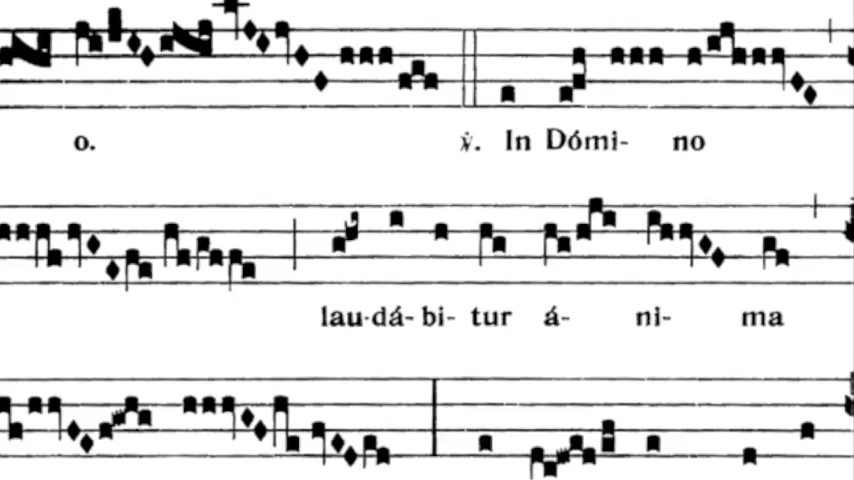 o. ℣. In Dómi- no
lau-dá-bi-tur á- ni- ma